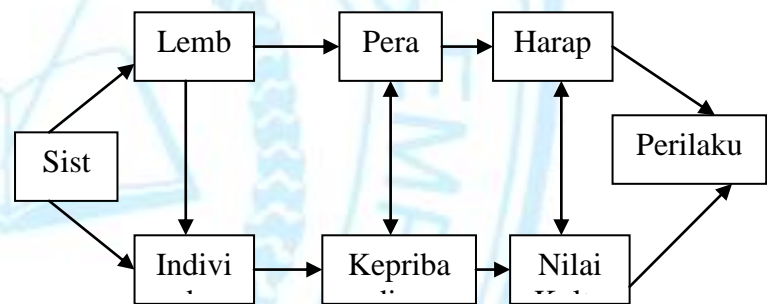 Lemb
Pera
Harap
Sist
Perilaku
Indivi
Kepriba
Nilai